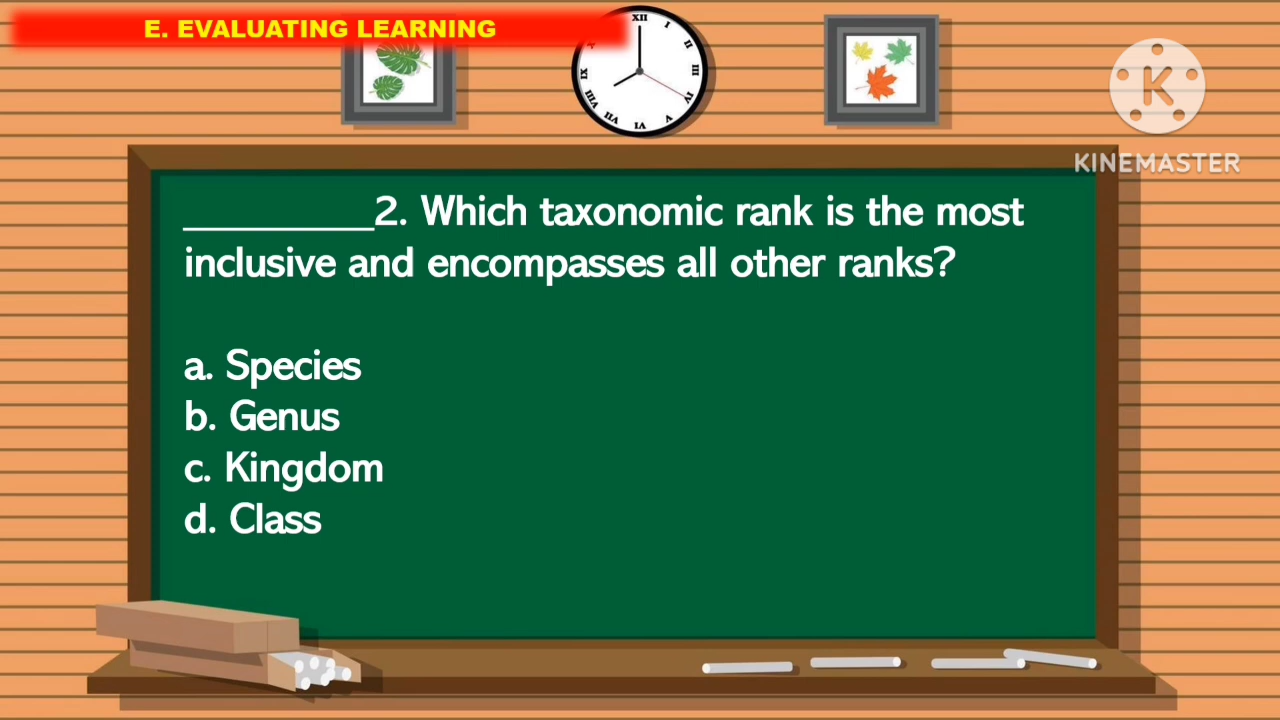 E. EVALUATING LEARNING
KINEMASTER
__________2. Which taxonomic rank is the most
inclusive and encompasses all other ranks?
a. Species
b. Genus
c. Kingdom
d. Class